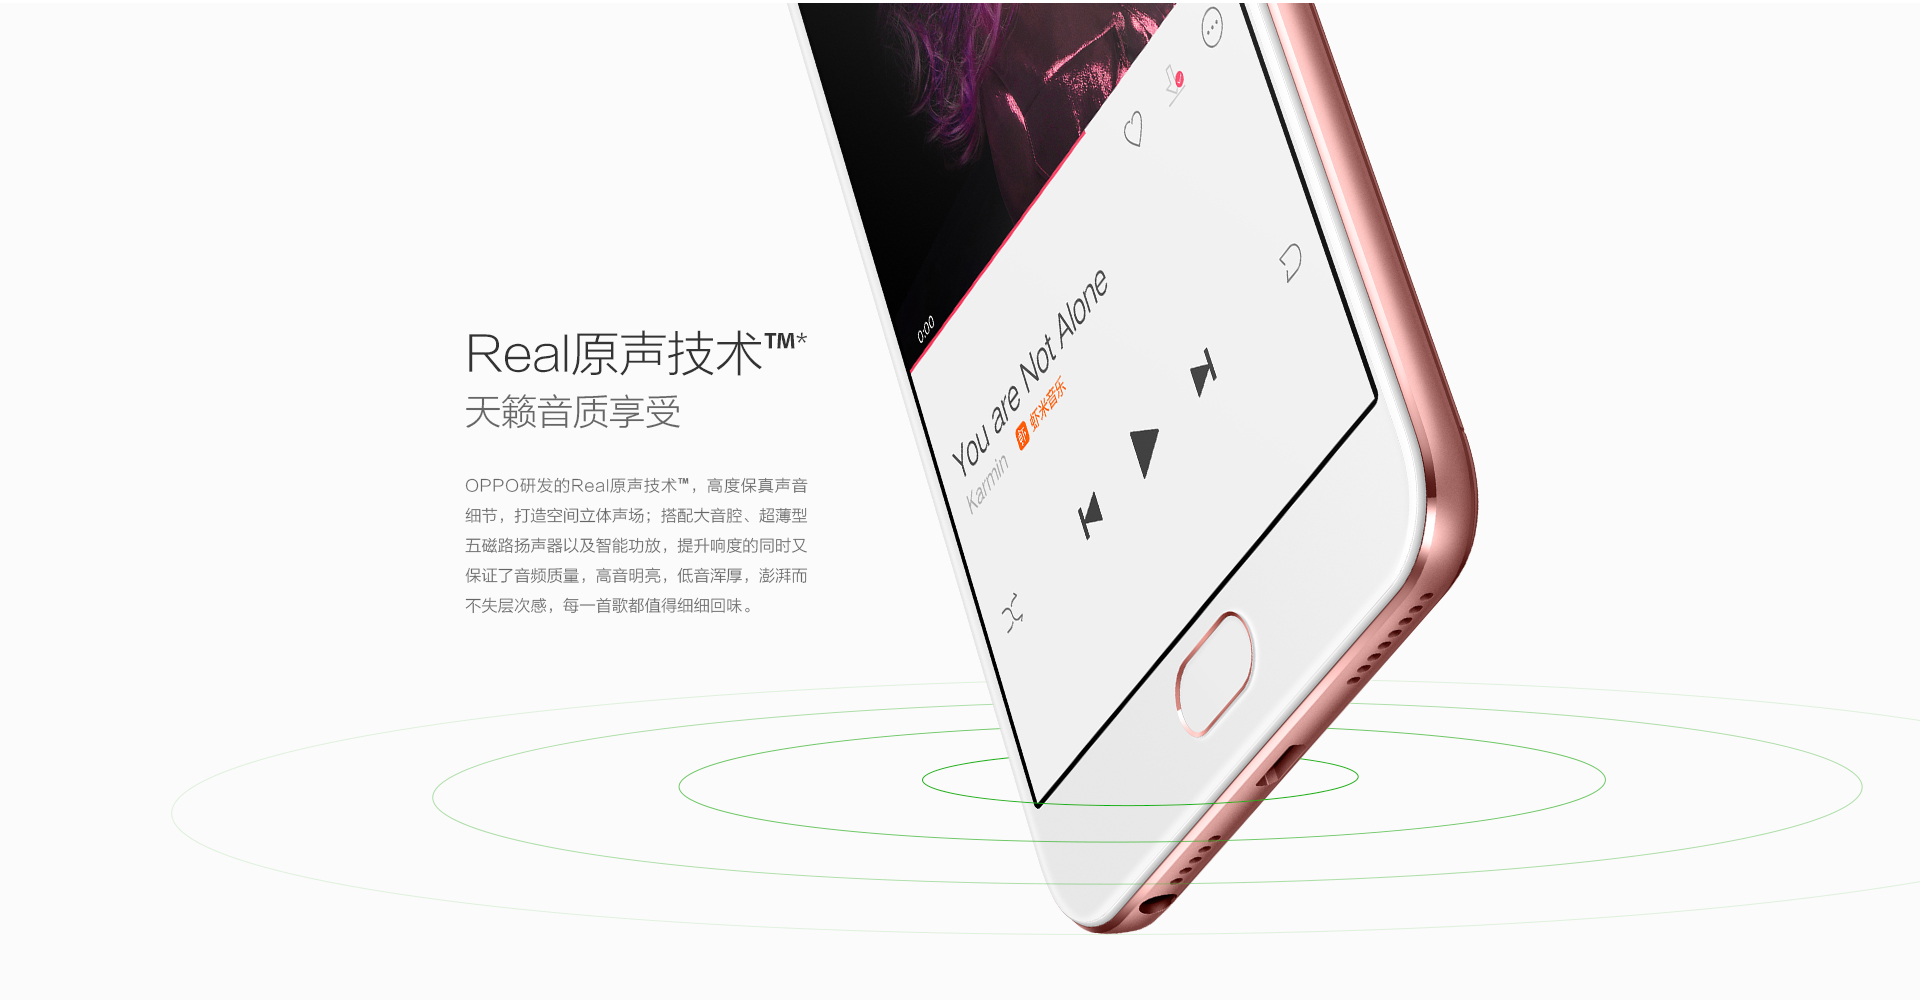 Real原声技术™*
天籁音质享受
OPPO研发的Real原声技术™，高度保真声音
细节，打造空间立体声场；搭配大音腔、超薄型
五磁路扬声器以及智能功放，提升响度的同时又
保证了音频质量，高音明亮，低音浑厚，澎湃而
不失层次感，每一首歌都值得细细回味。
0:00
You are Not Alone
Karmin
虾米音乐